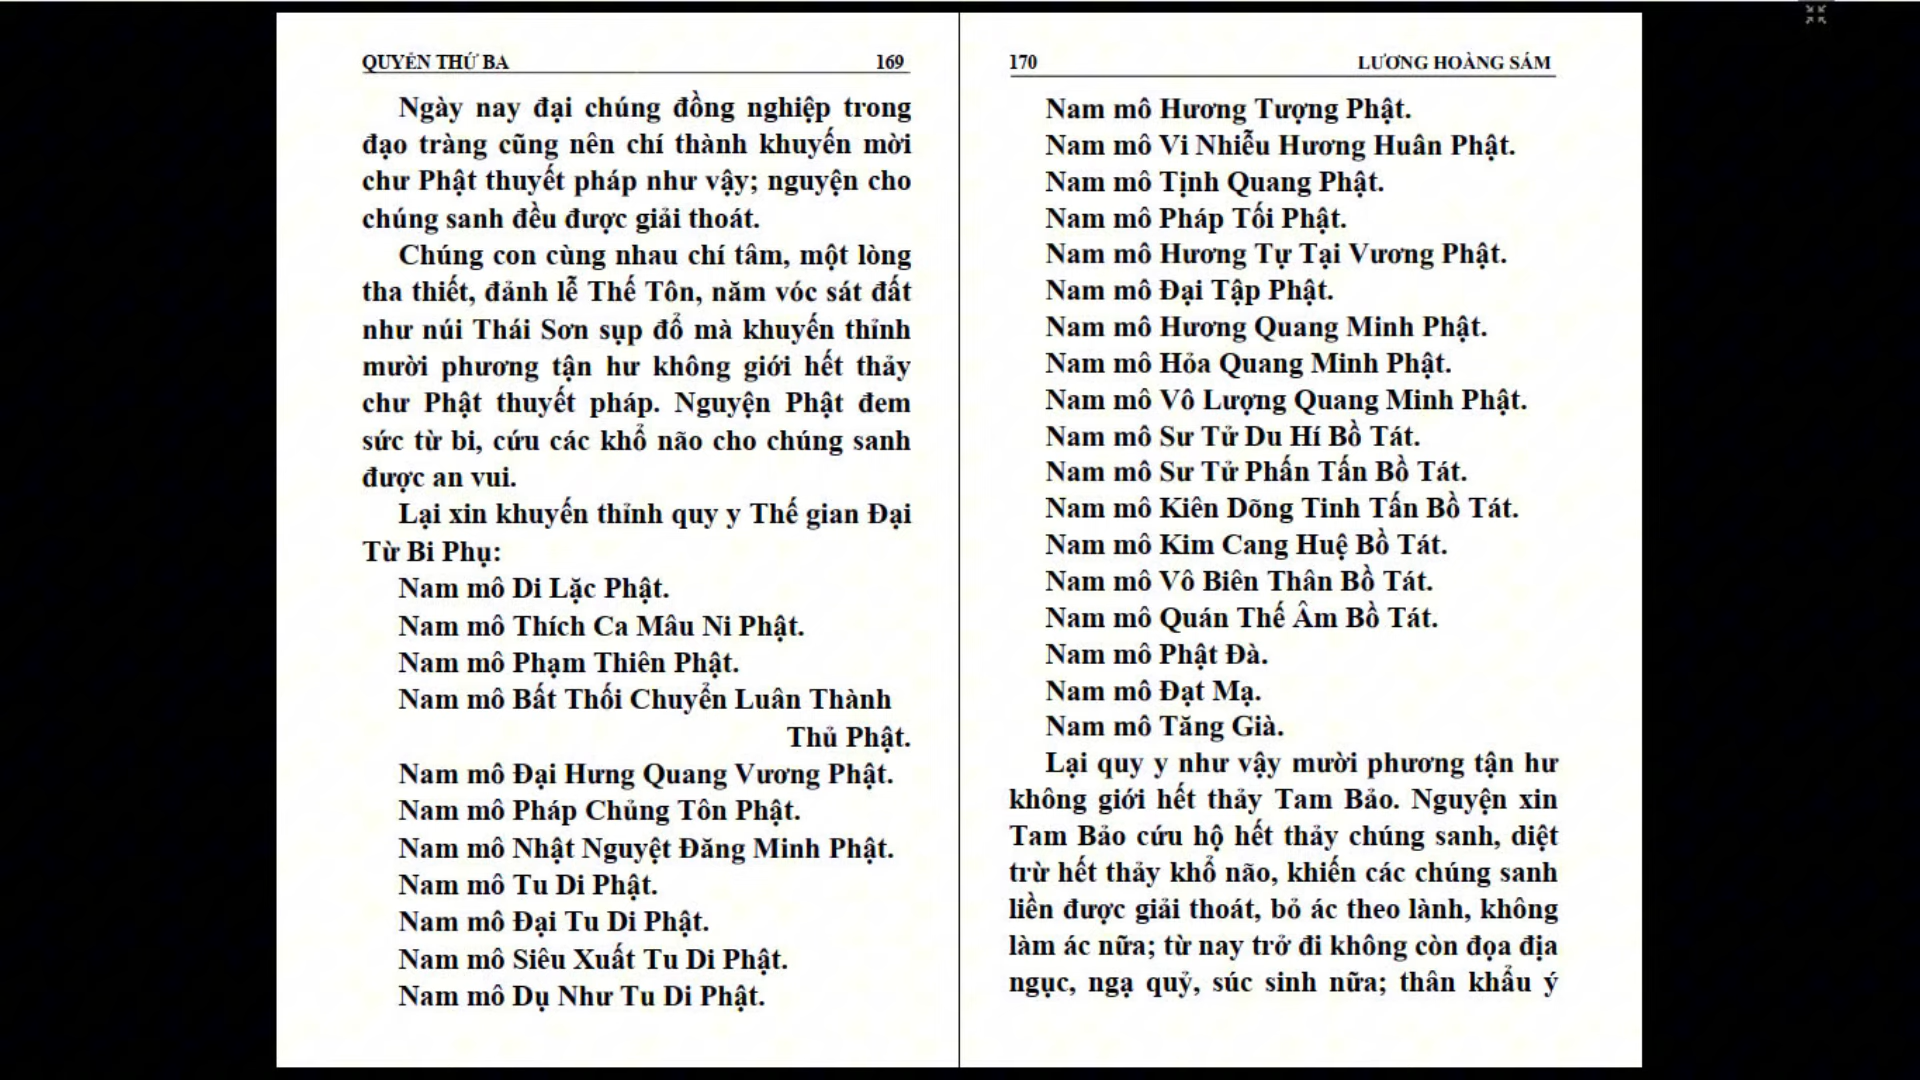 QUYỂN THỨ BA 169
Ngày nay đại chúng đồng nghiệp trong
đạo tràng cũng nên chí thành khuyến mời
chư Phật thuyết pháp như vậy; nguyện cho
chúng sanh đều được giải thoát.
Chúng con cùng nhau chí tâm, một lòng
tha thiết, đảnh lễ Thế Tôn, năm vóc sát đất
như núi Thái Sơn sụp đổ mà khuyến thỉnh
mười phương tận hư không giới hết thảy
chư Phật thuyết pháp. Nguyện Phật đem
sức từ bi, cứu các khổ não cho chúng sanh
được an vui.
Lại xin khuyến thỉnh quy y Thế gian Đại
Từ Bi Phụ:
Nam mô Di Lặc Phật.
Nam mô Thích Ca Mâu Ni Phật.
Nam mô Phạm Thiên Phật.
Nam mô Bất Thối Chuyển Luân Thành
Thủ Phật.
Nam mô Đại Hưng Quang Vương Phật.
Nam mô Pháp Chủng Tôn Phật.
Nam mô Nhật Nguyệt Đăng Minh Phật.
Nam mô Tu Di Phật.
Nam mô Đại Tu Di Phật.
Nam mô Siêu Xuất Tu Di Phật.
Nam mô Dụ Như Tu Di Phật.
170 LƯƠNG HOÀNG SÁM
Nam mô Hương Tượng Phật.
Nam mô Vi Nhiễu Hương Huân Phật.
Nam mô Tịnh Quang Phật.
Nam mô Pháp Tối Phật.
Nam mô Hương Tự Tại Vương Phật.
Nam mô Đại Tập Phật.
Nam mô Hương Quang Minh Phật.
Nam mô Hỏa Quang Minh Phật.
Nam mô Vô Lượng Quang Minh Phật.
Nam mô Sư Tử Du Hí Bồ Tát.
Nam mô Sư Tử Phấn Tấn Bồ Tát.
Nam mô Kiên Dõng Tinh Tấn Bồ Tát.
Nam mô Kim Cang Huệ Bồ Tát.
Nam mô Vô Biên Thân Bồ Tát.
Nam mô Quán Thế Âm Bồ Tát.
Nam mô Phật Đà.
Nam mô Đạt Mạ.
Nam mô Tăng Già.
Lại quy y như vậy mười phương tận hư
không giới hết thảy Tam Bảo. Nguyện xin
Tam Bảo cứu hộ hết thảy chúng sanh, diệt
trừ hết thảy khổ não, khiến các chúng sanh
liền được giải thoát, bỏ ác theo lành, không
làm ác nữa; từ nay trở đi không còn đọa địa
ngục, ngạ quỷ, súc sinh nữa; thân khẩu ý